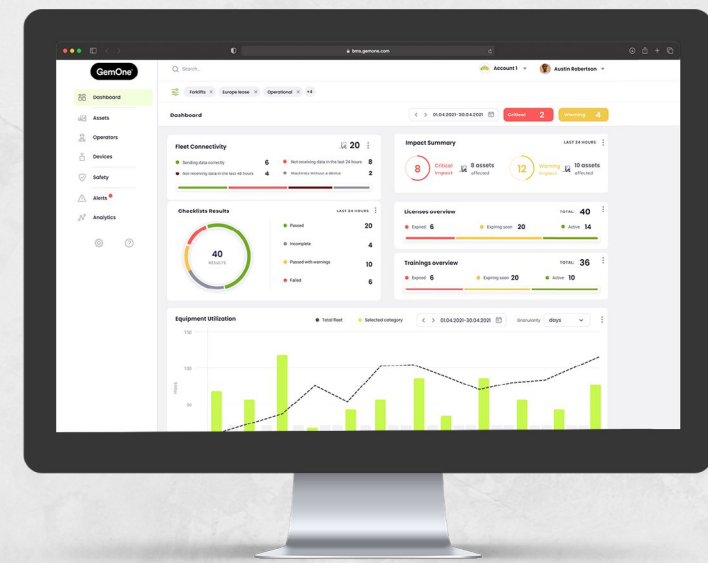 bms.gemone.com
GemOne
Search...
Account 1
Austin Robertson
Forklifts × Europe lease × Operational × +4
Dashboard
Assets
Operators
Devices
Safety
Alerts
Analytics
Dashboard
01.04.2021-30.04.2021
Critical 2
Warning 4
Fleet Connectivity
20
Sending data correctly 6
Not receiving data in the last 24 hours 8
Not receiving data in the last 48 hours 4
Machines without a device 2
Impact Summary
LAST 24 HOURS
8 Critical Impact
8 assets affected
12 Warning Impact
10 assets affected
Checklists Results
LAST 24 HOURS
40
RESULTS
Passed 20
Incomplete 4
Passed with warnings 10
Failed 6
Licenses overview
TOTAL: 40
Expired 6
Expiring soon 20
Active 14
Trainings overview
TOTAL: 36
Expired 6
Expiring soon 20
Active 10
Equipment Utilization
Total fleet
Selected category
01.04.2021-30.04.2021
Granularity days
150
100
Hours
50